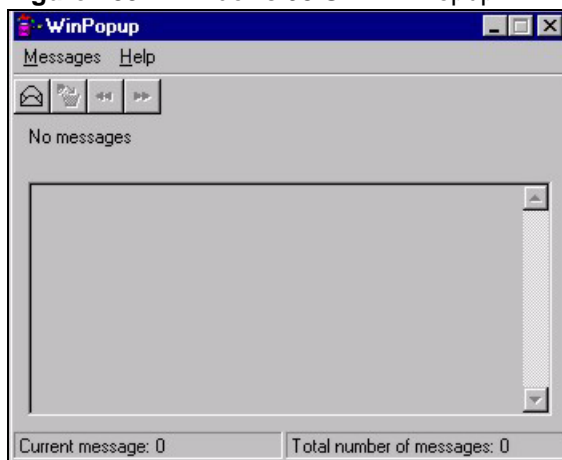 WinPopup
Messages Help
No messages
Current message: 0 Total number of messages: 0